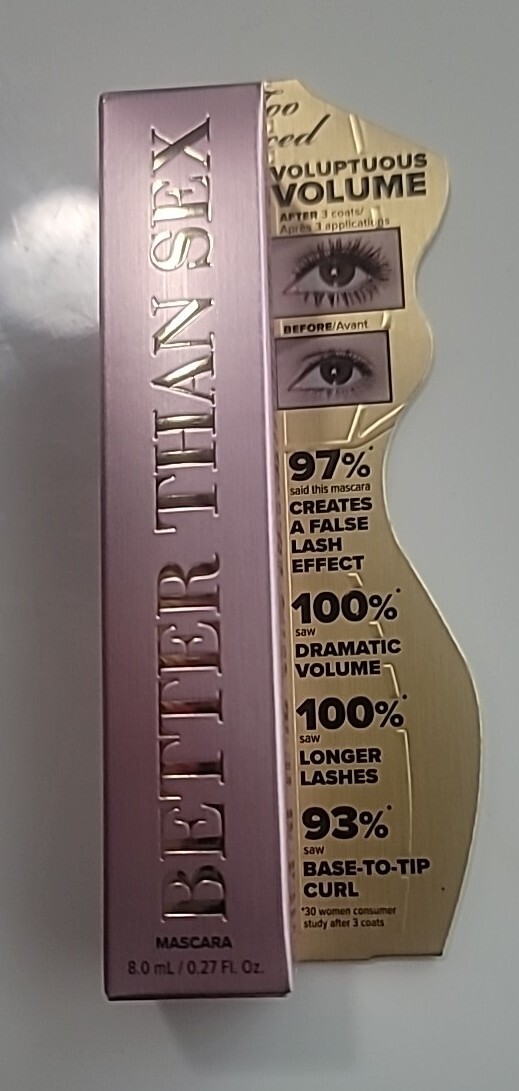 BETTER THAN SEX
MASCARA
8.0 mL / 0.27 Fl. Oz.
VOLUPTUOUS
VOLUME
AFTER 3 coats/
Après 3 applications
BEFORE/Avant
97%*
said this mascara
CREATES
A FALSE
LASH
EFFECT
100%*
saw
DRAMATIC
VOLUME
100%*
saw
LONGER
LASHES
93%*
saw
BASE-TO-TIP
CURL
*30 women consumer
study after 3 coats